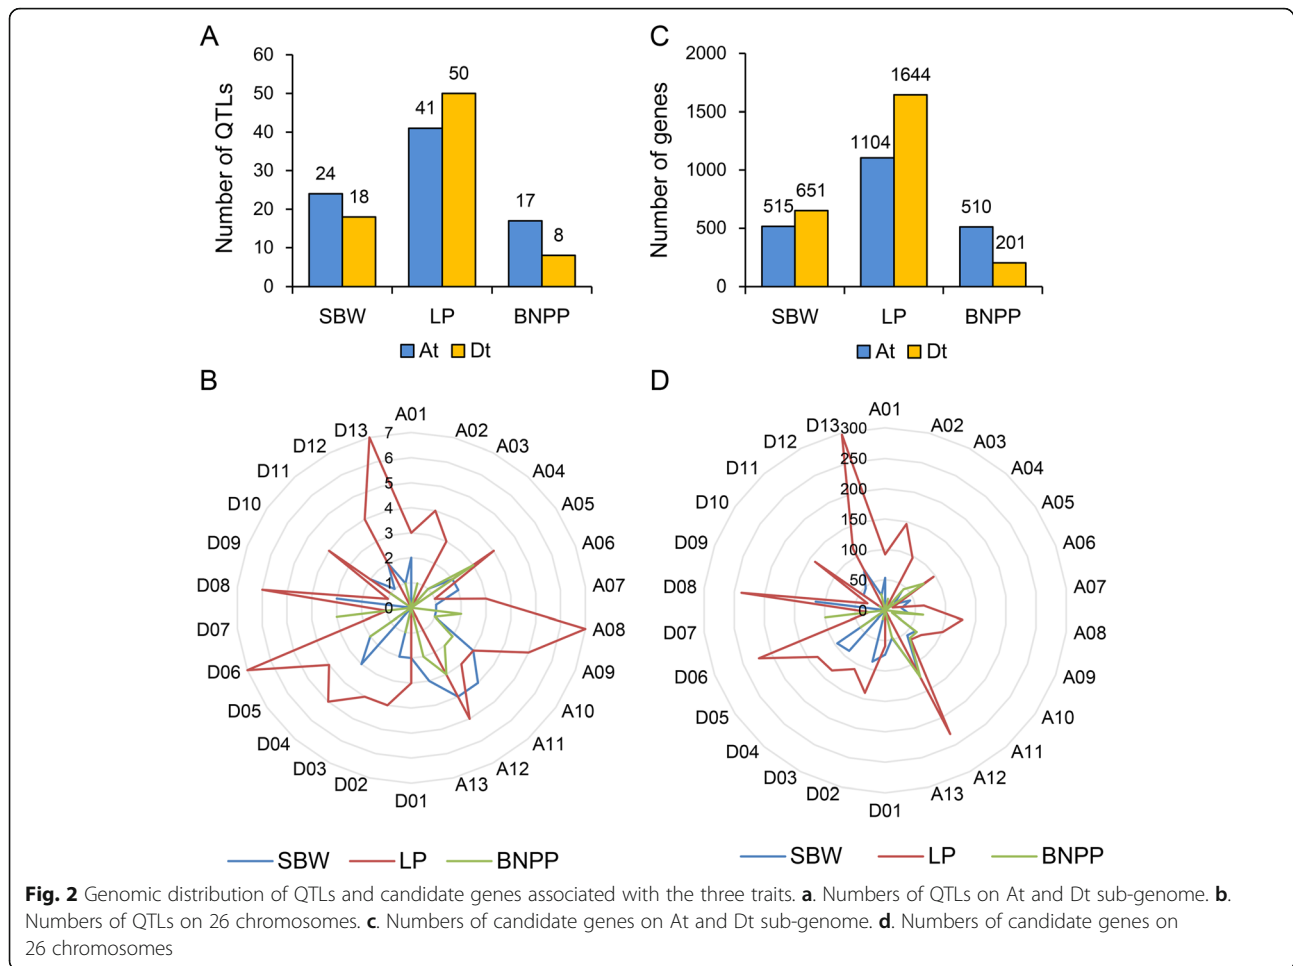 A
60
50
40
30
20
10
0
Number of QTLs
24
18
41
50
17
8
SBW
LP
BNPP
At
Dt
C
2000
1500
1000
500
0
Number of genes
515
651
1104
1644
510
201
SBW
LP
BNPP
At
Dt
B
A01
A02
A03
A04
A05
A06
A07
A08
A09
A10
A11
A12
A13
D01
D02
D03
D04
D05
D06
D07
D08
D09
D10
D11
D12
D13
7
6
5
4
3
2
1
0
SBW
LP
BNPP
D
A01
A02
A03
A04
A05
A06
A07
A08
A09
A10
A11
A12
A13
D01
D02
D03
D04
D05
D06
D07
D08
D09
D10
D11
D12
D13
300
250
200
150
100
50
0
SBW
LP
BNPP
Fig. 2 Genomic distribution of QTLs and candidate genes associated with the three traits. a. Numbers of QTLs on At and Dt sub-genome. b.
Numbers of QTLs on 26 chromosomes. c. Numbers of candidate genes on At and Dt sub-genome. d. Numbers of candidate genes on
26 chromosomes